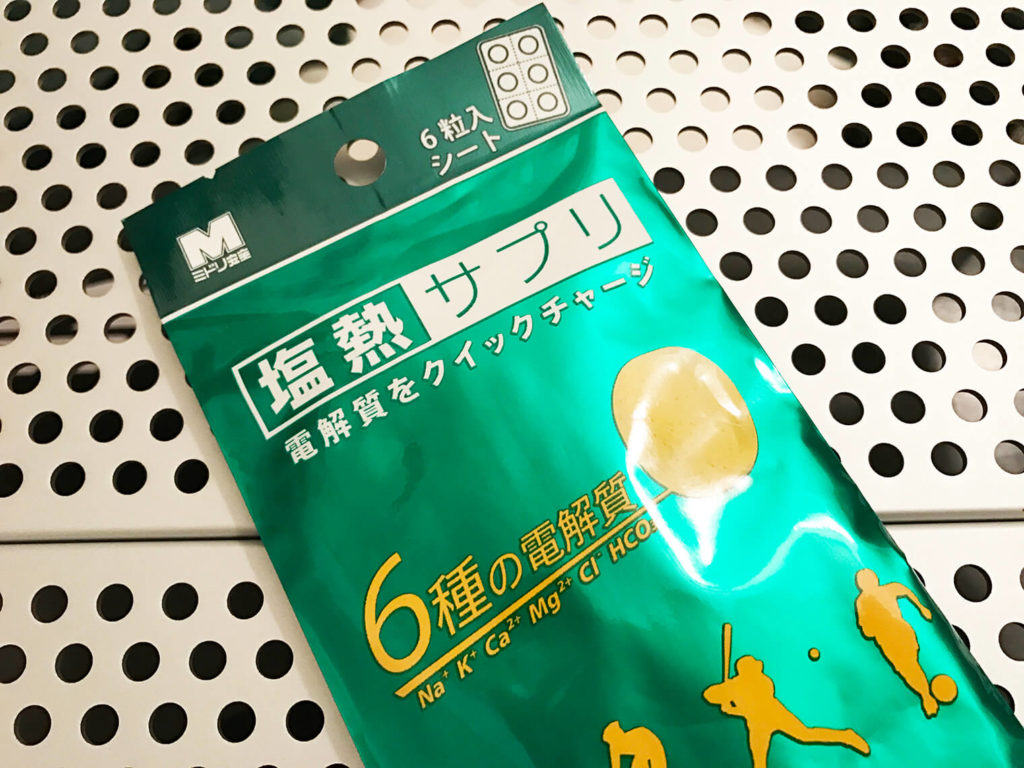 6粒入
シート
M
ミドリ安全
塩熱サプリ
電解質をクイックチャージ
6種の電解質
Na⁺ K⁺ Ca²⁺ Mg²⁺ Cl⁻ HCO₃